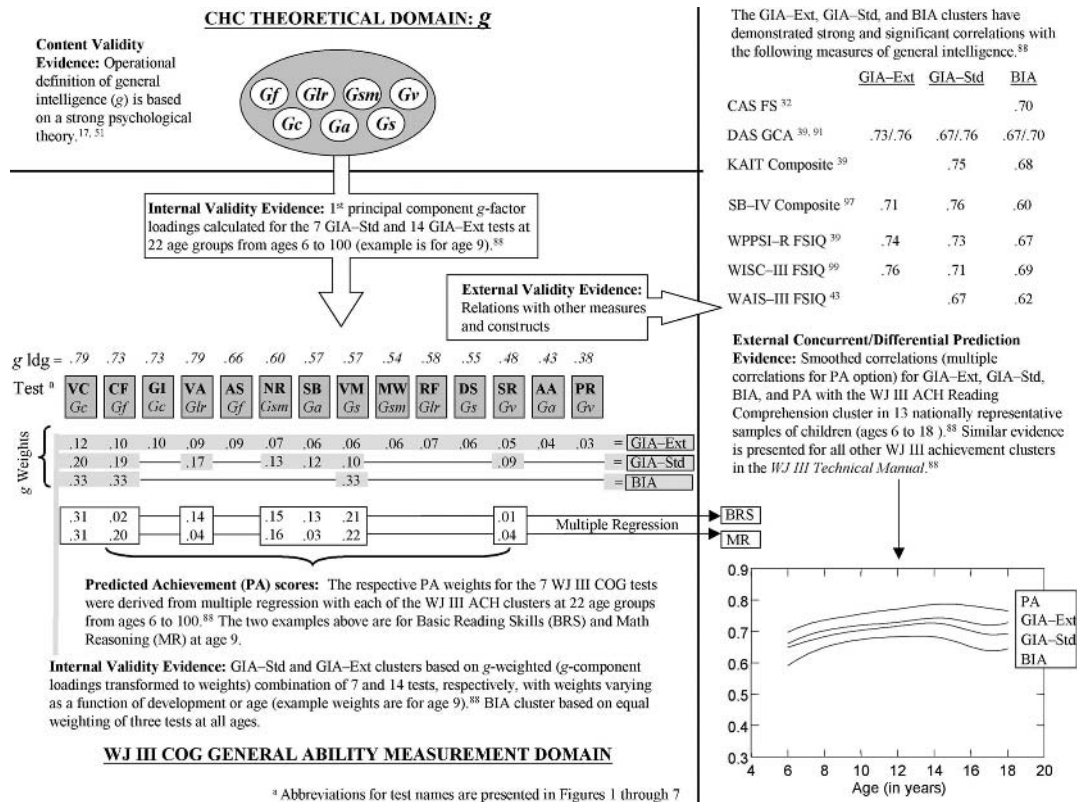 CHC THEORETICAL DOMAIN: g
Content Validity
Evidence: Operational
definition of general
intelligence (g) is based
on a strong psychological
theory.17, 51
Gf Glr Gsm Gv
Gc Ga Gs
Internal Validity Evidence: 1st principal component g-factor
loadings calculated for the 7 GIA–Std and 14 GIA–Ext tests at
22 age groups from ages 6 to 100 (example is for age 9).88
External Validity Evidence:
Relations with other measures
and constructs
g ldg = .79 .73 .73 .79 .66 .60 .57 .57 .54 .58 .55 .48 .43 .38
Test a VC CF GI VA AS NR SB VM MW RF DS SR AA PR
Gc Gf Gc Glr Gf Gsm Ga Gs Gsm Glr Gs Gv Ga Gv
g Weights
.12 .10 .10 .09 .09 .07 .06 .06 .06 .07 .06 .05 .04 .03 = GIA–Ext
.20 .19 .17 .13 .12 .10 .09 = GIA–Std
.33 .33 .33 = BIA
.31 .02 .14 .15 .13 .21 .01 BRS
Multiple Regression
.31 .20 .04 .16 .03 .22 .04 MR
Predicted Achievement (PA) scores: The respective PA weights for the 7 WJ III COG tests
were derived from multiple regression with each of the WJ III ACH clusters at 22 age groups
from ages 6 to 100.88 The two examples above are for Basic Reading Skills (BRS) and Math
Reasoning (MR) at age 9.
Internal Validity Evidence: GIA–Std and GIA–Ext clusters based on g-weighted (g-component
loadings transformed to weights) combination of 7 and 14 tests, respectively, with weights varying
as a function of development or age (example weights are for age 9).88 BIA cluster based on equal
weighting of three tests at all ages.
WJ III COG GENERAL ABILITY MEASUREMENT DOMAIN
a Abbreviations for test names are presented in Figures 1 through 7
The GIA–Ext, GIA–Std, and BIA clusters have
demonstrated strong and significant correlations with
the following measures of general intelligence.88
GIA–Ext GIA–Std BIA
CAS FS 32 .70
DAS GCA 39, 91 .73/.76 .67/.76 .67/.70
KAIT Composite 39 .75 .68
SB–IV Composite 97 .71 .76 .60
WPPSI–R FSIQ 39 .74 .73 .67
WISC–III FSIQ 99 .76 .71 .69
WAIS–III FSIQ 43 .67 .62
External Concurrent/Differential Prediction
Evidence: Smoothed correlations (multiple
correlations for PA option) for GIA–Ext, GIA–Std,
BIA, and PA with the WJ III ACH Reading
Comprehension cluster in 13 nationally representative
samples of children (ages 6 to 18 ).88 Similar evidence
is presented for all other WJ III achievement clusters
in the WJ III Technical Manual.88
0.9
0.8
0.7
0.6
0.5
0.4
0.3
PA
GIA–Ext
GIA–Std
BIA
4 6 8 10 12 14 16 18 20
Age (in years)